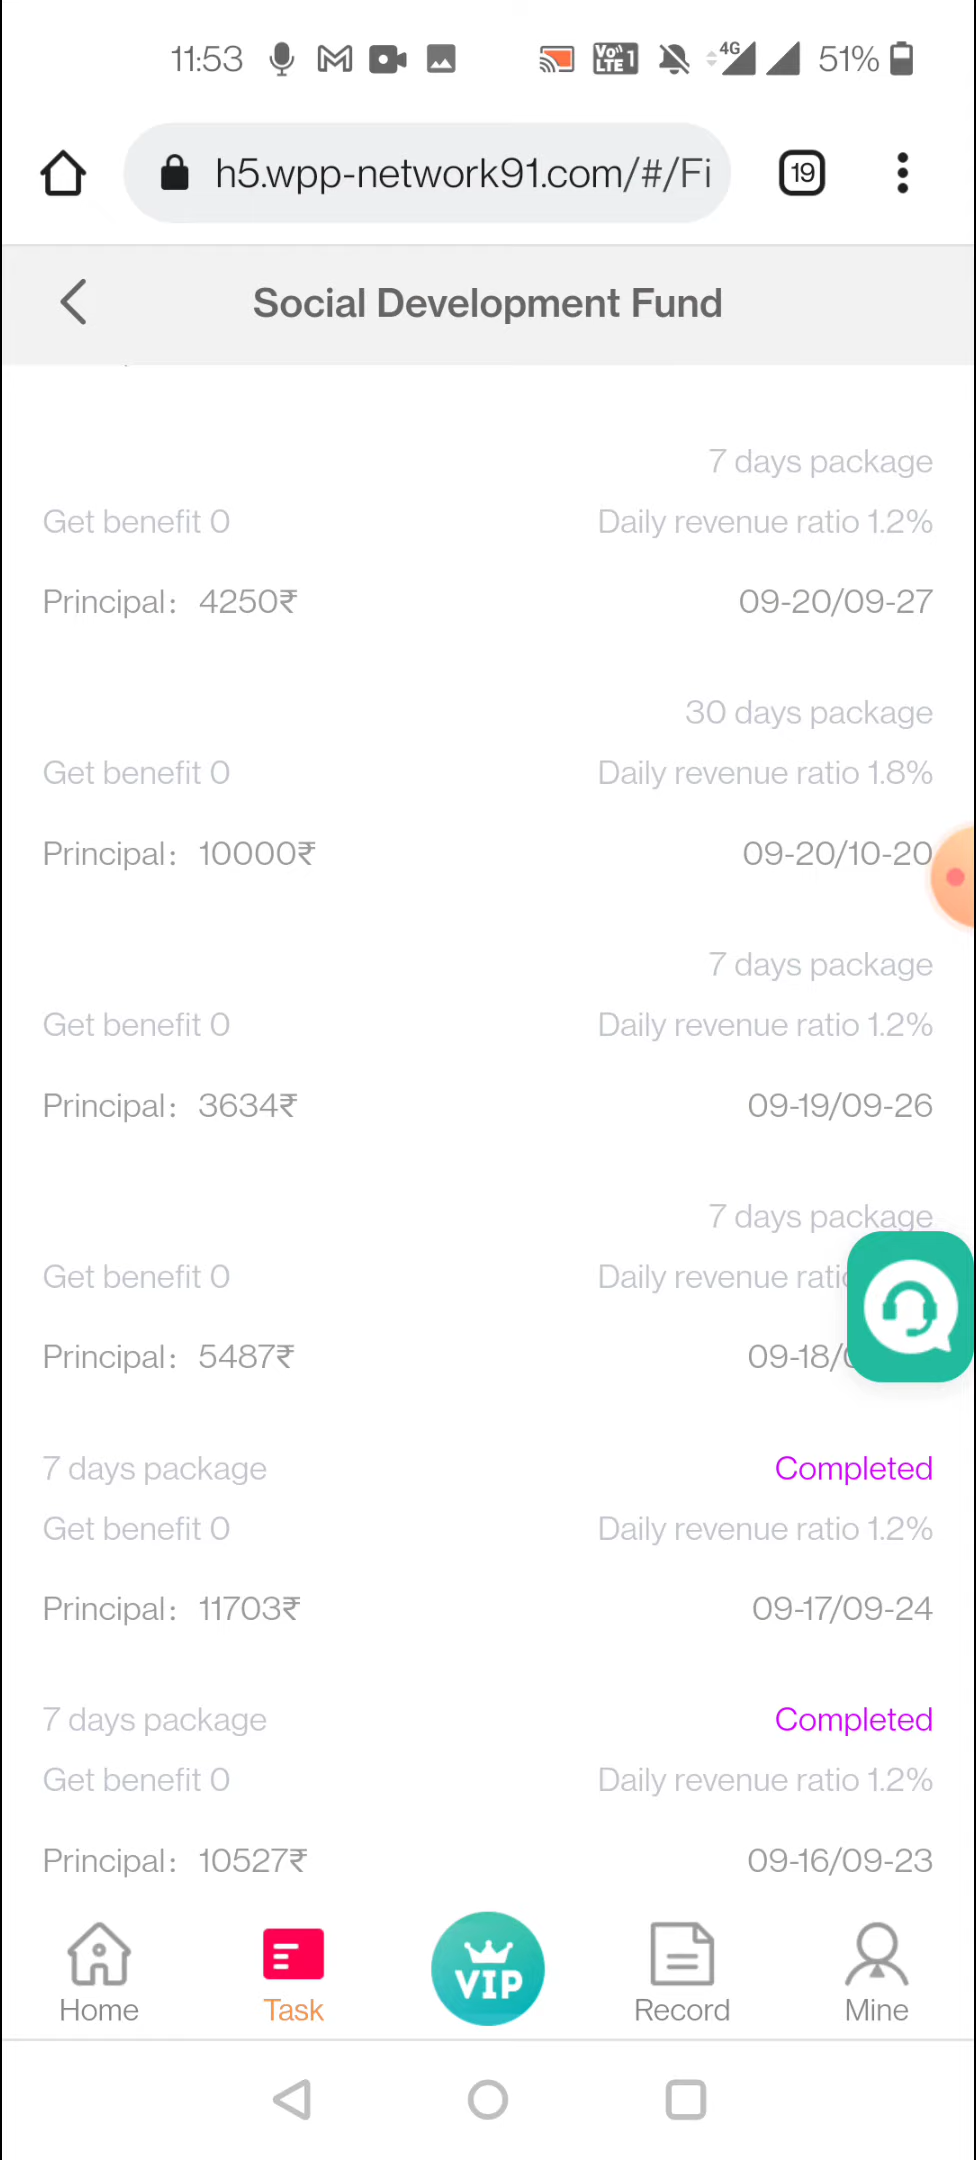 11:53 Vo)) LTE 1 4G 51%
h5.wpp-network91.com/#/Fi 19
Social Development Fund
7 days package
Get benefit 0 Daily revenue ratio 1.2%
Principal: 4250₹ 09-20/09-27
30 days package
Get benefit 0 Daily revenue ratio 1.8%
Principal: 10000₹ 09-20/10-20
7 days package
Get benefit 0 Daily revenue ratio 1.2%
Principal: 3634₹ 09-19/09-26
7 days package
Get benefit 0 Daily revenue
Principal: 5487₹ 09-18/
7 days package Completed
Get benefit 0 Daily revenue ratio 1.2%
Principal: 11703₹ 09-17/09-24
7 days package Completed
Get benefit 0 Daily revenue ratio 1.2%
Principal: 10527₹ 09-16/09-23
VIP
Home Task Record Mine